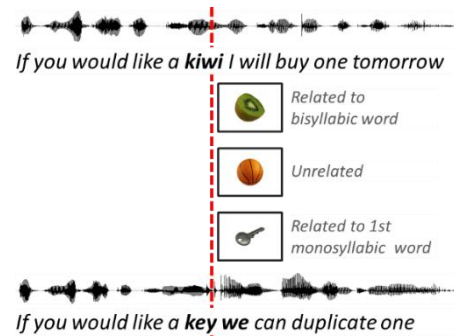 If you would like a kiwi I will buy one tomorrow
Related to
bisyllabic word
Unrelated
Related to 1st
monosyllabic word
If you would like a key we can duplicate one